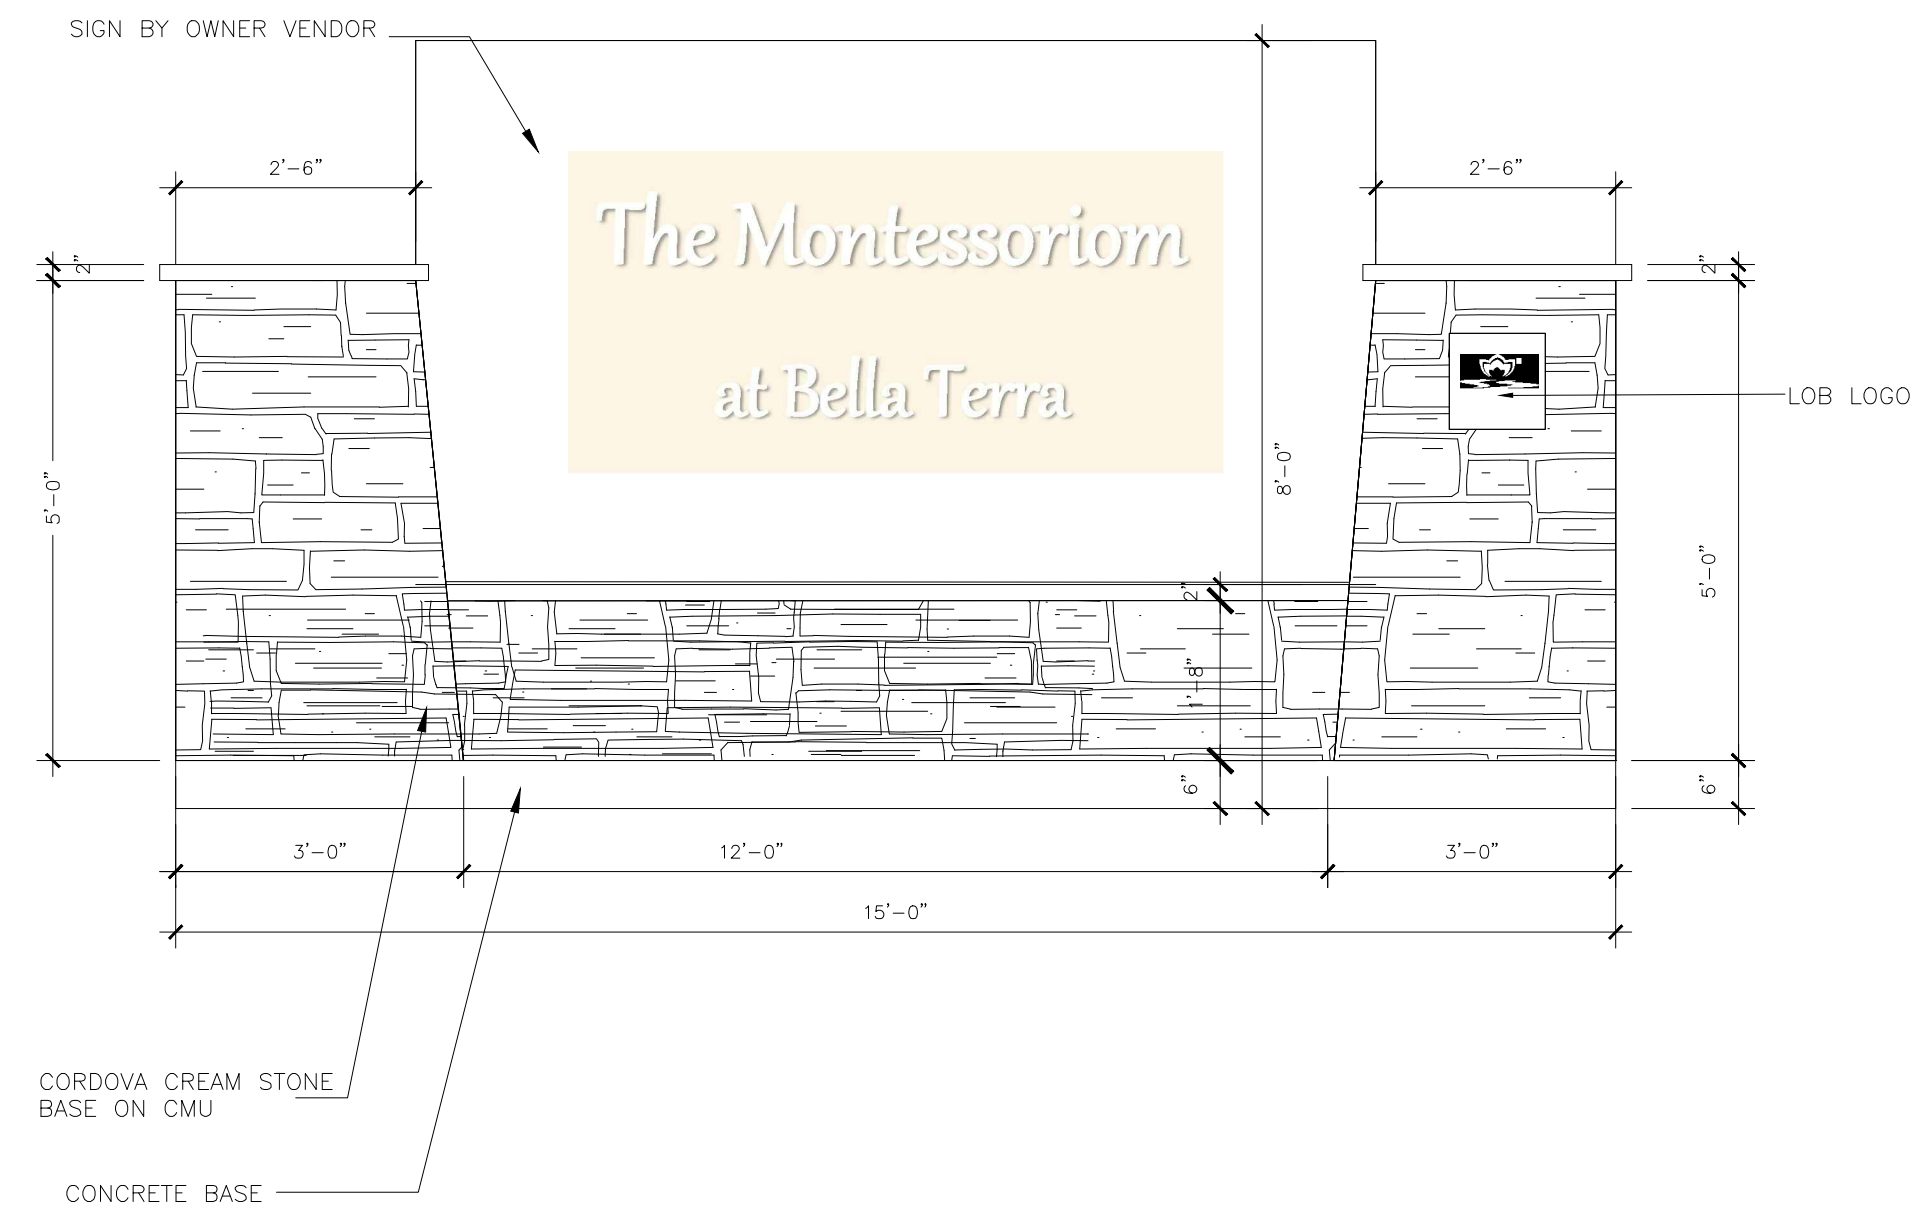 SIGN BY OWNER VENDOR
2'-6"
2'-6"
The Montessoriom
2"
2"
at Bella Terra
LOB LOGO
8'-0"
5'-0"
5'-0"
2"
1'-8"
6"
6"
3'-0"
12'-0"
3'-0"
15'-0"
CORDOVA CREAM STONE
BASE ON CMU
CONCRETE BASE